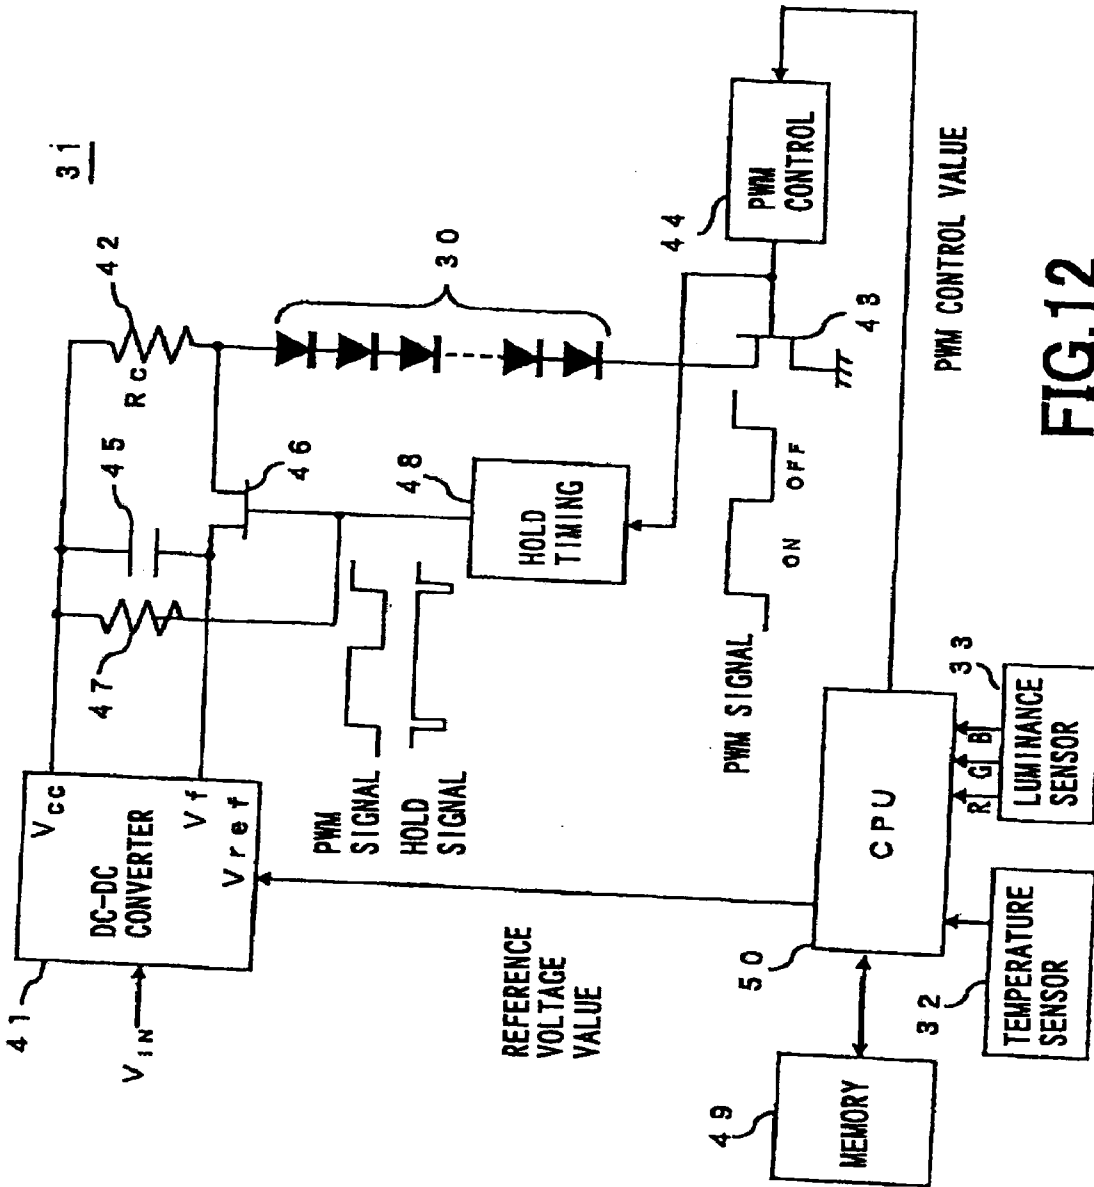 31
41
V IN
DC-DC
CONVERTER
Vcc
Vf
Vref
47
45
Rc
42
46
30
PWM
SIGNAL
HOLD
SIGNAL
48
HOLD
TIMING
44
PWM
CONTROL
43
PWM SIGNAL
ON
OFF
REFERENCE
VOLTAGE
VALUE
PWM CONTROL VALUE
50
CPU
49
MEMORY
32
TEMPERATURE
SENSOR
R G B
33
LUMINANCE
SENSOR
FIG.12